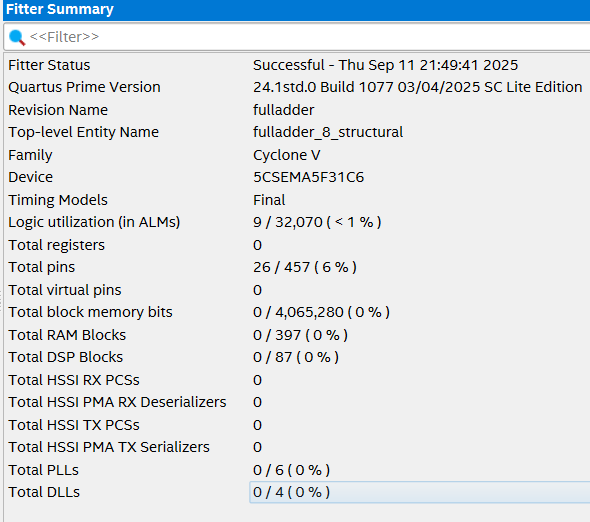 Fitter Summary
<<Filter>>
Fitter Status Successful - Thu Sep 11 21:49:41 2025
Quartus Prime Version 24.1std.0 Build 1077 03/04/2025 SC Lite Edition
Revision Name fulladder
Top-level Entity Name fulladder_8_structural
Family Cyclone V
Device 5CSEMA5F31C6
Timing Models Final
Logic utilization (in ALMs) 9 / 32,070 ( < 1 % )
Total registers 0
Total pins 26 / 457 ( 6 % )
Total virtual pins 0
Total block memory bits 0 / 4,065,280 ( 0 % )
Total RAM Blocks 0 / 397 ( 0 % )
Total DSP Blocks 0 / 87 ( 0 % )
Total HSSI RX PCSs 0
Total HSSI PMA RX Deserializers 0
Total HSSI TX PCSs 0
Total HSSI PMA TX Serializers 0
Total PLLs 0 / 6 ( 0 % )
Total DLLs 0 / 4 ( 0 % )